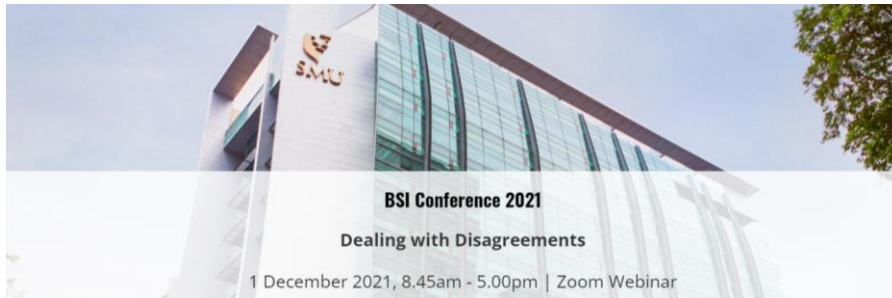 SMU
BSI Conference 2021
Dealing with Disagreements
1 December 2021, 8.45am - 5.00pm | Zoom Webinar